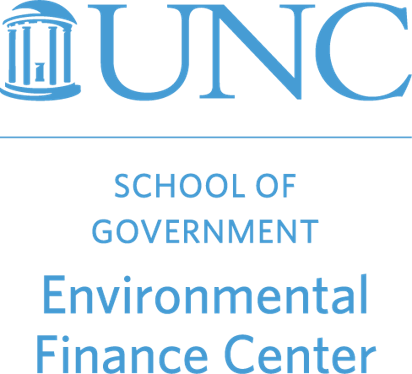 UNC
SCHOOL OF
GOVERNMENT
Environmental
Finance Center